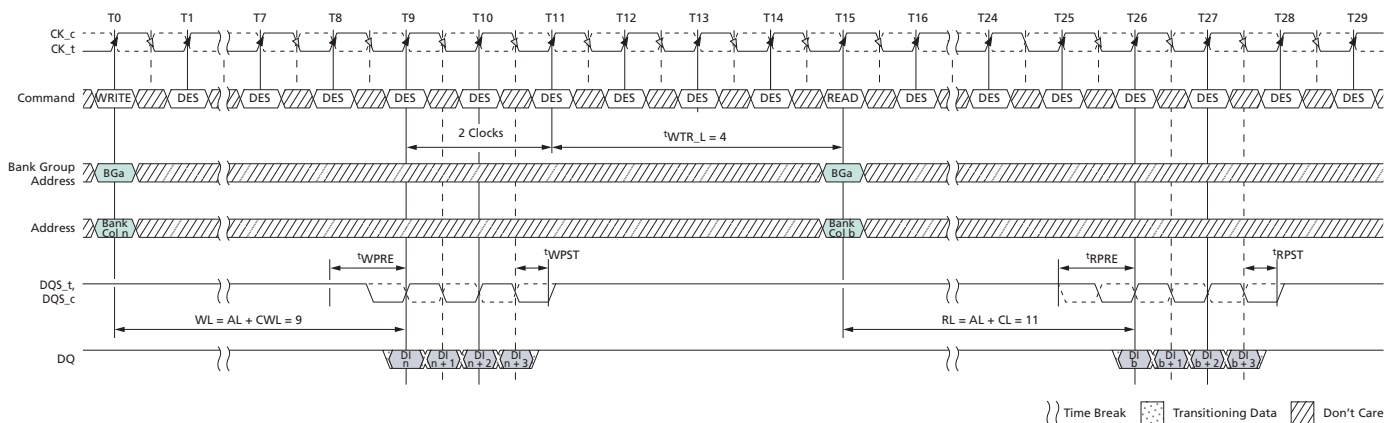 T0 T1 T7 T8 T9 T10 T11 T12 T13 T14 T15 T16 T24 T25 T26 T27 T28 T29
CK_c
CK_t
Command WRITE DES DES DES DES DES DES DES DES DES READ DES DES DES DES DES DES DES
2 Clocks tWTR_L = 4
Bank Group
Address BGa BGa
Address Bank
Col n Bank
Col b
tWPRE tWPST tRPRE tRPST
DQS_t,
DQS_c
WL = AL + CWL = 9 RL = AL + CL = 11
DQ DI
n DI
n + 1 DI
n + 2 DI
n + 3 DI
b DI
b + 1 DI
b + 2 DI
b + 3
Time Break Transitioning Data Don't Care